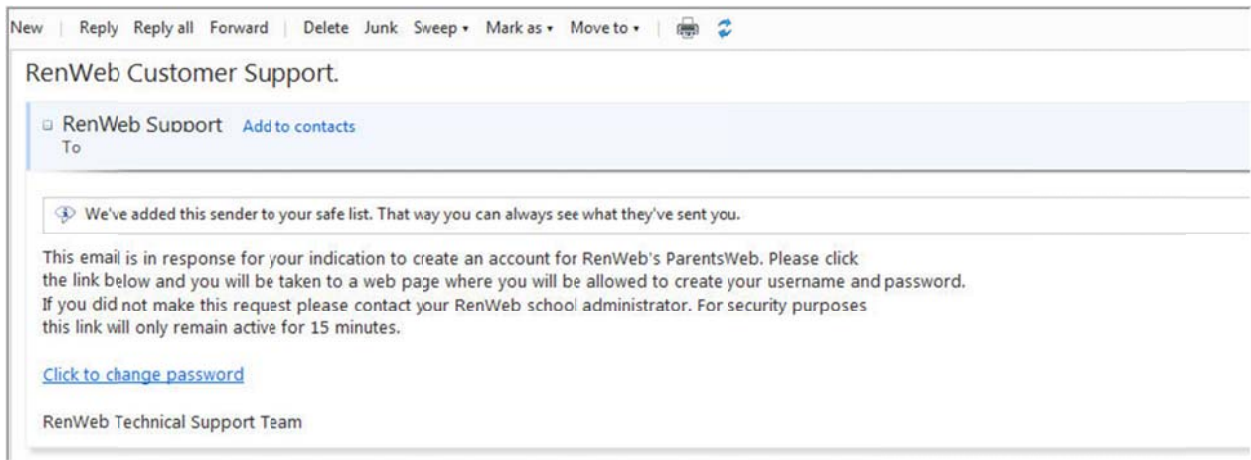 New | Reply Reply all Forward | Delete Junk Sweep ▾ Mark as ▾ Move to ▾ |
RenWeb Customer Support.
RenWeb Support Add to contacts
To
We've added this sender to your safe list. That way you can always see what they've sent you.
This email is in response for your indication to create an account for RenWeb's ParentsWeb. Please click
the link below and you will be taken to a web page where you will be allowed to create your username and password.
If you did not make this request please contact your RenWeb school administrator. For security purposes
this link will only remain active for 15 minutes.
Click to change password
RenWeb Technical Support Team